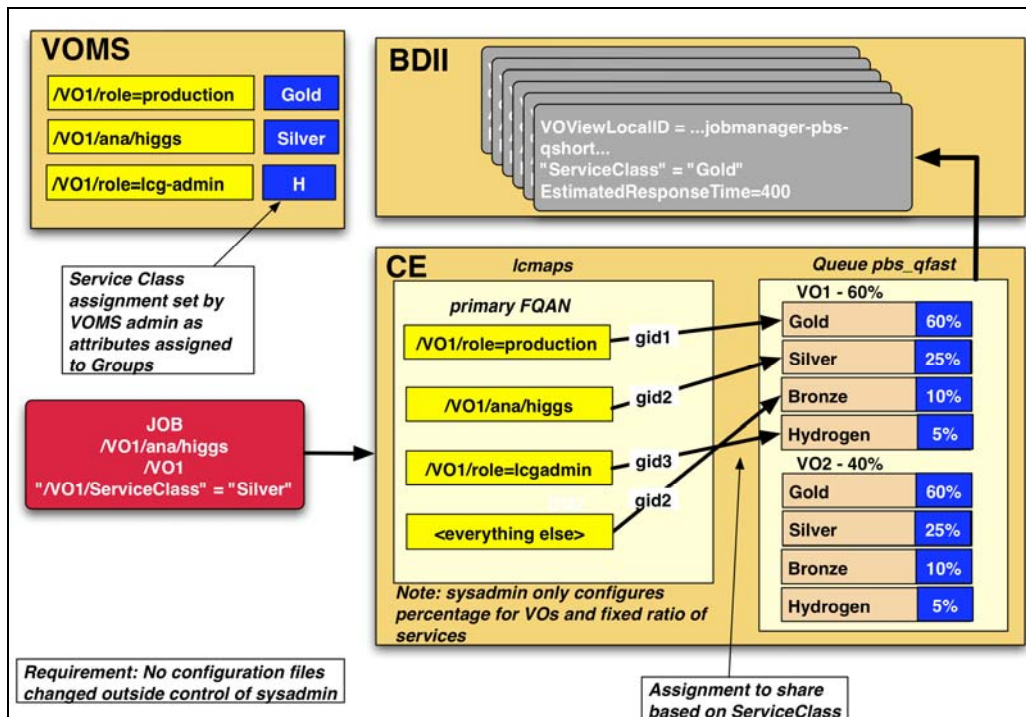 VOMS
/VO1/role=production
Gold
/VO1/ana/higgs
Silver
/VO1/role=lcg-admin
H
Service Class
assignment set by
VOMS admin as
attributes assigned
to Groups
BDII
VOViewLocalID = ...jobmanager-pbs-
qshort...
"ServiceClass" = "Gold"
EstimatedResponseTime=400
JOB
/VO1/ana/higgs
/VO1
"/VO1/ServiceClass" = "Silver"
CE
lcmaps
primary FQAN
/VO1/role=production
gid1
/VO1/ana/higgs
gid2
/VO1/role=lcgadmin
gid3
<everything else>
gid2
Note: sysadmin only configures
percentage for VOs and fixed ratio of
services
Queue pbs_qfast
VO1 - 60%
Gold
60%
Silver
25%
Bronze
10%
Hydrogen
5%
VO2 - 40%
Gold
60%
Silver
25%
Bronze
10%
Hydrogen
5%
Requirement: No configuration files
changed outside control of sysadmin
Assignment to share
based on ServiceClass